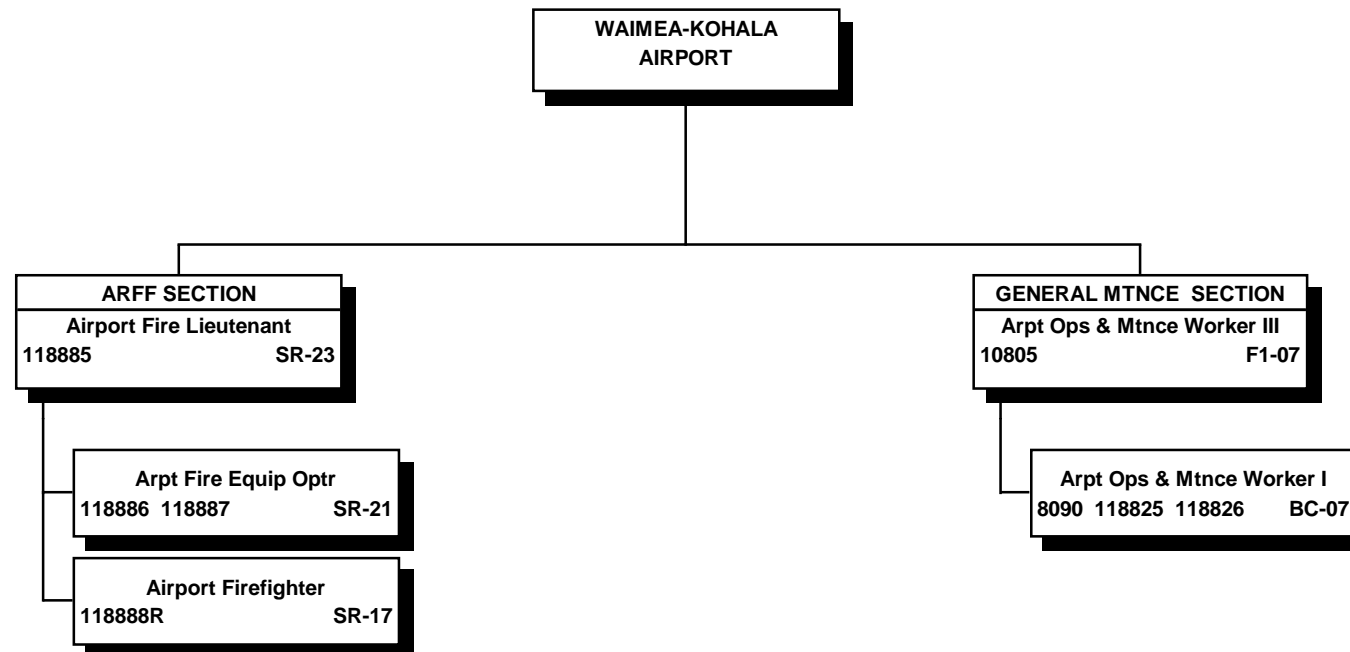 WAIMEA-KOHALA
AIRPORT
ARFF SECTION
Airport Fire Lieutenant
118885 SR-23
Arpt Fire Equip Optr
118886 118887 SR-21
Airport Firefighter
118888R SR-17
GENERAL MTNCE SECTION
Arpt Ops & Mtnce Worker III
10805 F1-07
Arpt Ops & Mtnce Worker I
8090 118825 118826 BC-07